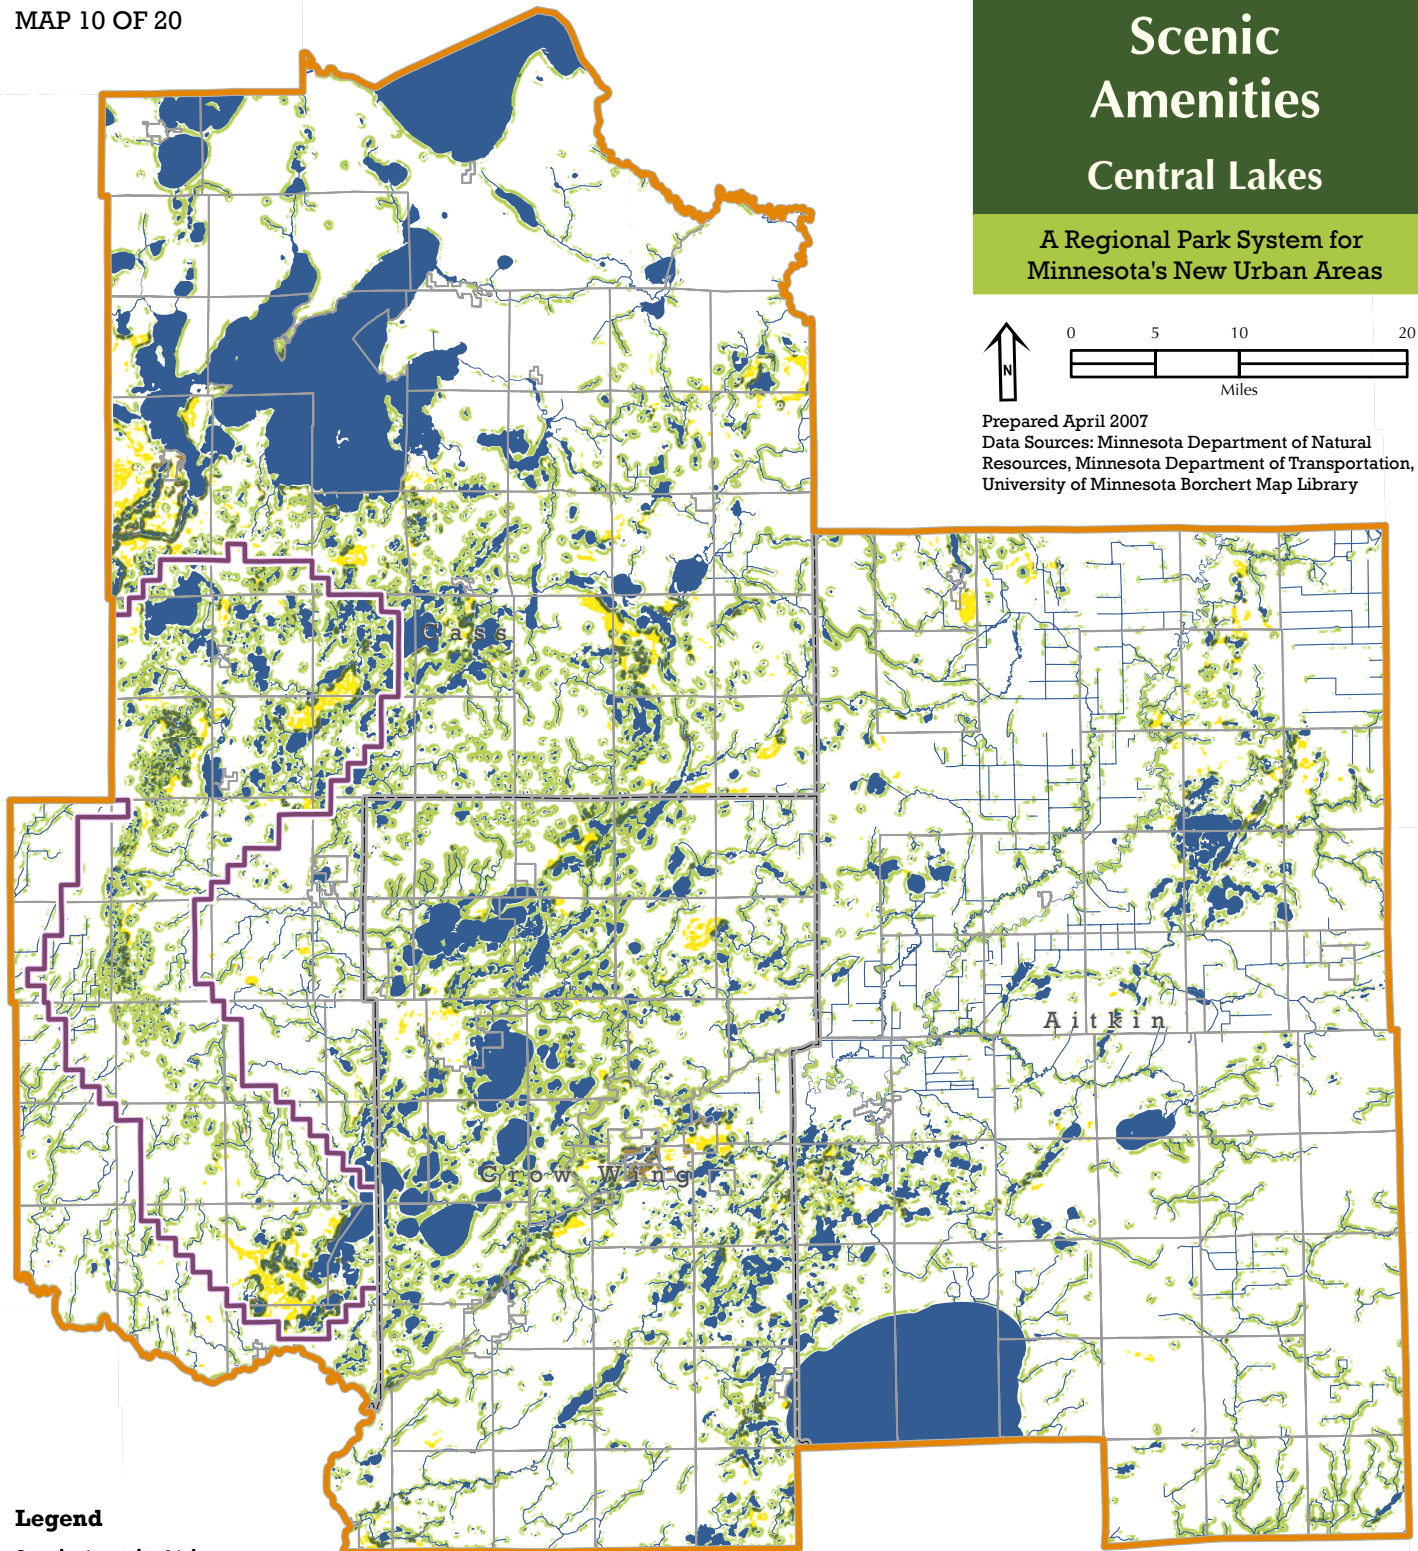 MAP 10 OF 20
Scenic
Amenities
Central Lakes
A Regional Park System for
Minnesota's New Urban Areas
0 5 10 20
N
Miles
Prepared April 2007
Data Sources: Minnesota Department of Natural
Resources, Minnesota Department of Transportation,
University of Minnesota Borchert Map Library
Cass
Aitkin
Crow Wing
Legend